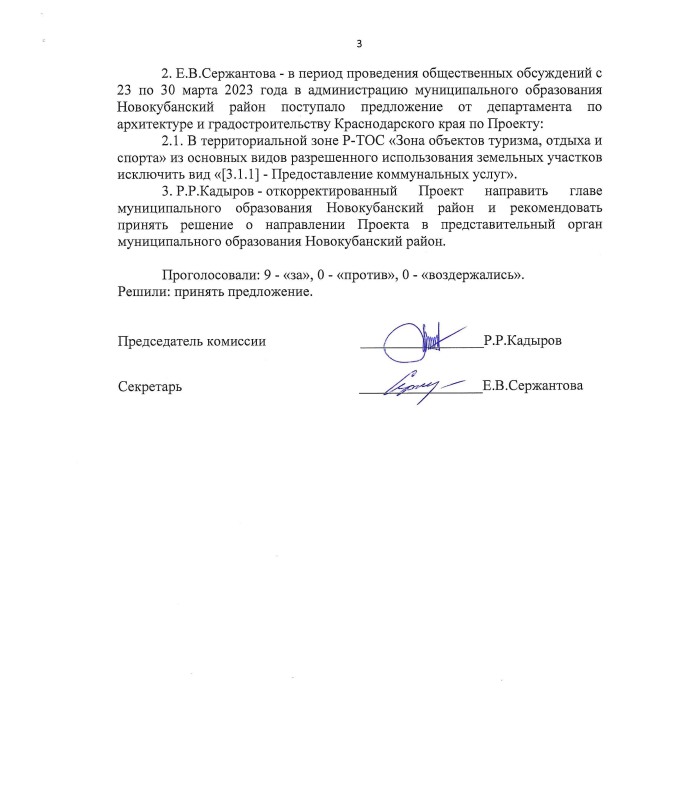 3
2. Е.В.Сержантова - в период проведения общественных обсуждений с
23 по 30 марта 2023 года в администрацию муниципального образования
Новокубанский район поступало предложение от департамента по
архитектуре и градостроительству Краснодарского края по Проекту:
2.1. В территориальной зоне Р-ТОС «Зона объектов туризма, отдыха и
спорта» из основных видов разрешенного использования земельных участков
исключить вид «[3.1.1] - Предоставление коммунальных услуг».
3. Р.Р.Кадыров - откорректированный Проект направить главе
муниципального образования Новокубанский район и рекомендовать
принять решение о направлении Проекта в представительный орган
муниципального образования Новокубанский район.
Проголосовали: 9 - «за», 0 - «против», 0 - «воздержались».
Решили: принять предложение.
Председатель комиссии Р.Р.Кадыров
Секретарь Е.В.Сержантова